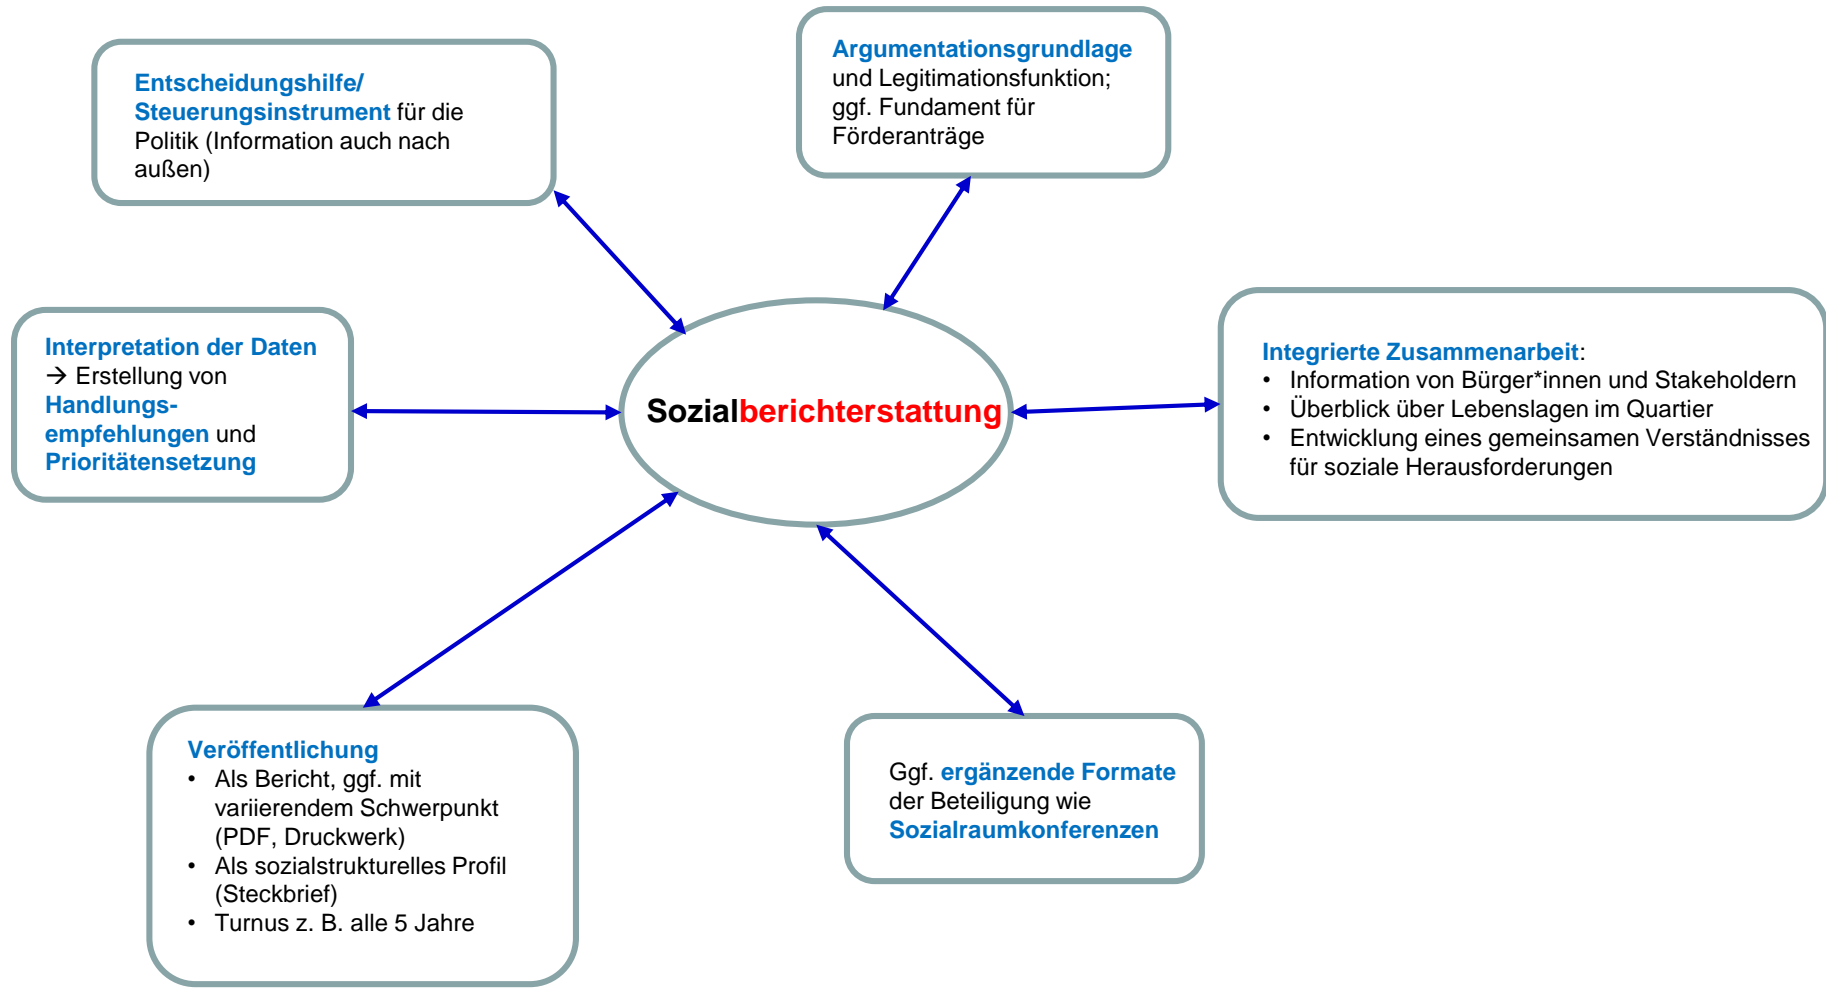 Entscheidungshilfe/
Steuerungsinstrument für die
Politik (Information auch nach
außen)
Argumentationsgrundlage
und Legitimationsfunktion;
ggf. Fundament für
Förderanträge
Interpretation der Daten
→ Erstellung von
Handlungs-
empfehlungen und
Prioritätensetzung
Sozialberichterstattung
Integrierte Zusammenarbeit:
• Information von Bürger*innen und Stakeholdern
• Überblick über Lebenslagen im Quartier
• Entwicklung eines gemeinsamen Verständnisses
für soziale Herausforderungen
Veröffentlichung
• Als Bericht, ggf. mit
variierendem Schwerpunkt
(PDF, Druckwerk)
• Als sozialstrukturelles Profil
(Steckbrief)
• Turnus z. B. alle 5 Jahre
Ggf. ergänzende Formate
der Beteiligung wie
Sozialraumkonferenzen